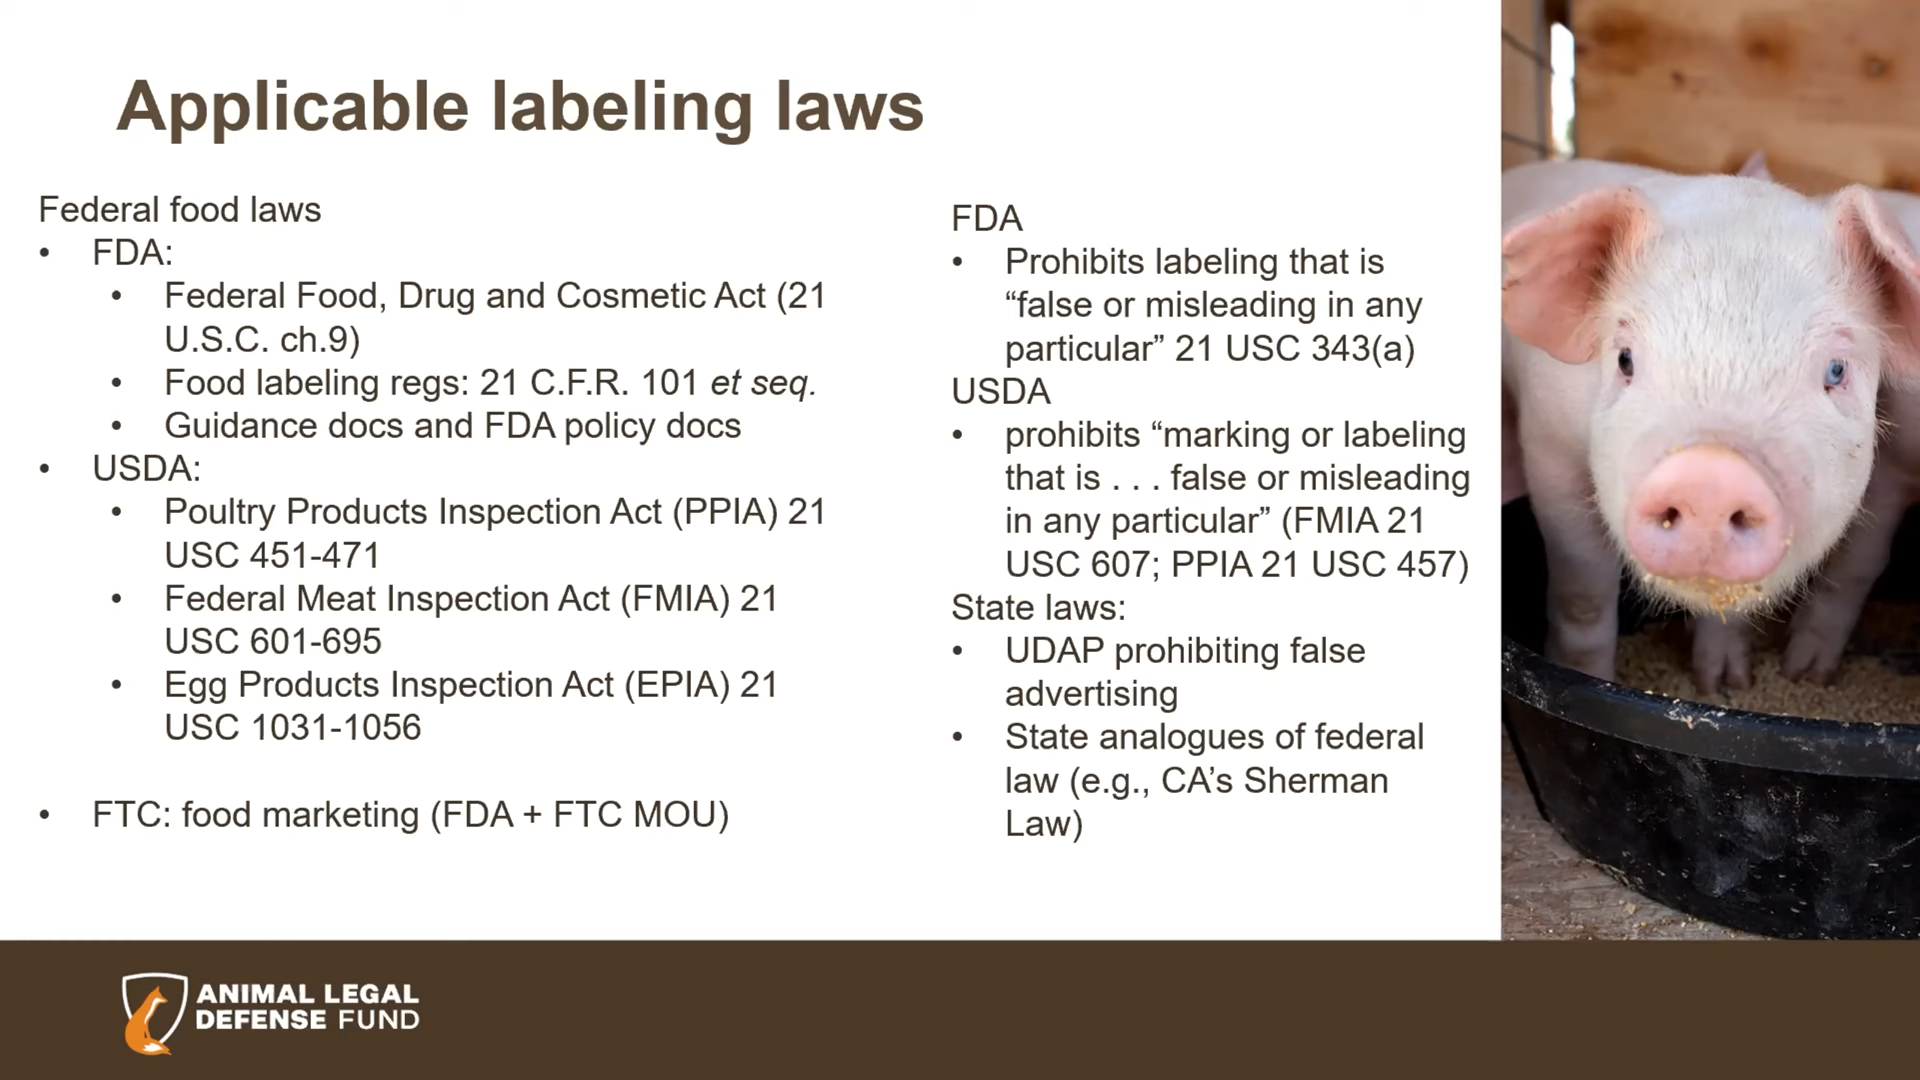 Applicable labeling laws
Federal food laws
• FDA:
• Federal Food, Drug and Cosmetic Act (21
U.S.C. ch.9)
• Food labeling regs: 21 C.F.R. 101 et seq.
• Guidance docs and FDA policy docs
• USDA:
• Poultry Products Inspection Act (PPIA) 21
USC 451-471
• Federal Meat Inspection Act (FMIA) 21
USC 601-695
• Egg Products Inspection Act (EPIA) 21
USC 1031-1056
• FTC: food marketing (FDA + FTC MOU)
FDA
• Prohibits labeling that is
“false or misleading in any
particular” 21 USC 343(a)
USDA
• prohibits “marking or labeling
that is . . . false or misleading
in any particular” (FMIA 21
USC 607; PPIA 21 USC 457)
State laws:
• UDAP prohibiting false
advertising
• State analogues of federal
law (e.g., CA’s Sherman
Law)
ANIMAL LEGAL
DEFENSE FUND